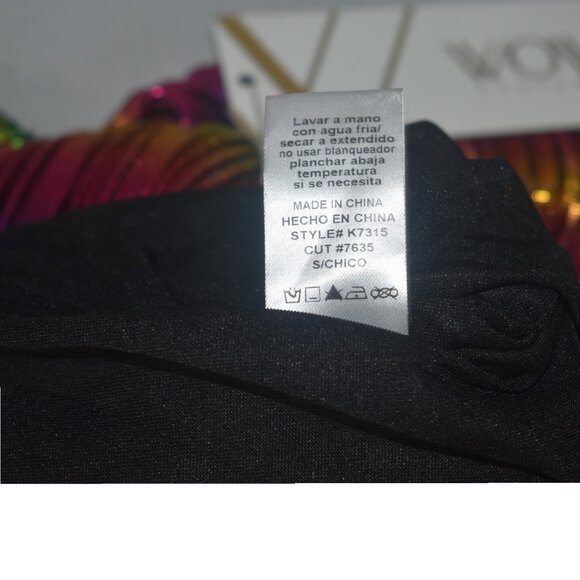 Lavar a mano
con agua fria/
secar a extendido
no usar blanqueador
planchar abaja
temperatura
si se necesita
MADE IN CHINA
HECHO EN CHINA
STYLE# K7315
CUT #7635
S/CHICO